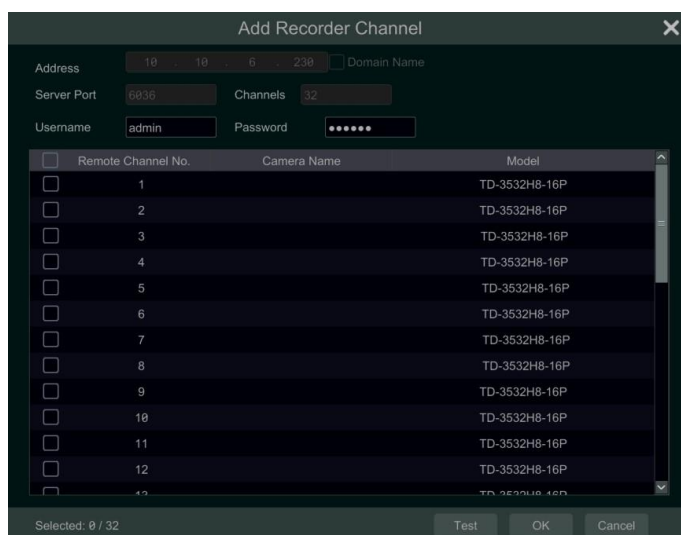 Add Recorder Channel
Address 10 . 10 . 6 . 230 Domain Name
Server Port 6036 Channels 32
Username admin Password ●●●●●●
Remote Channel No. Camera Name Model
1 TD-3532H8-16P
2 TD-3532H8-16P
3 TD-3532H8-16P
4 TD-3532H8-16P
5 TD-3532H8-16P
6 TD-3532H8-16P
7 TD-3532H8-16P
8 TD-3532H8-16P
9 TD-3532H8-16P
10 TD-3532H8-16P
11 TD-3532H8-16P
12 TD-3532H8-16P
13 TD-3532H8-16P
Selected: 0 / 32 Test OK Cancel